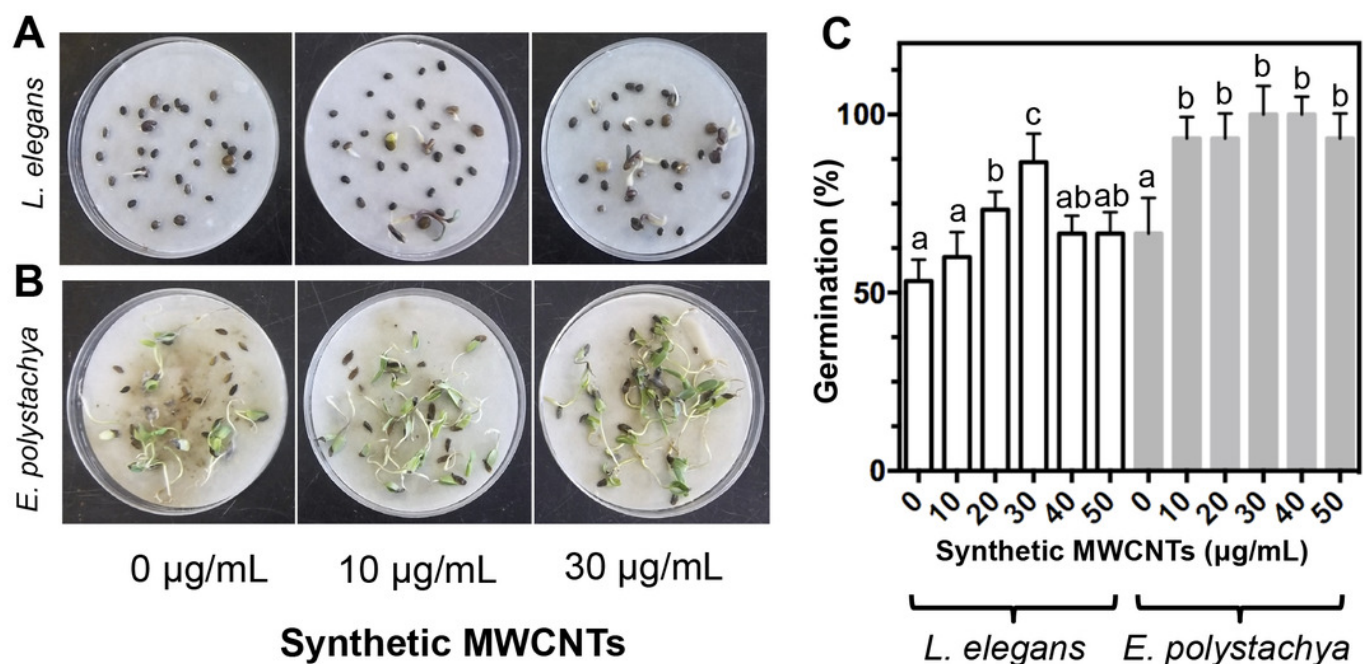 A
L. elegans
B
E. polystachya
0 µg/mL
10 µg/mL
30 µg/mL
Synthetic MWCNTs
C
Germination (%)
100
50
0
a
a
b
c
ab
ab
a
b
b
b
b
b
0 10 20 30 40 50 0 10 20 30 40 50
Synthetic MWCNTs (µg/mL)
L. elegans E. polystachya